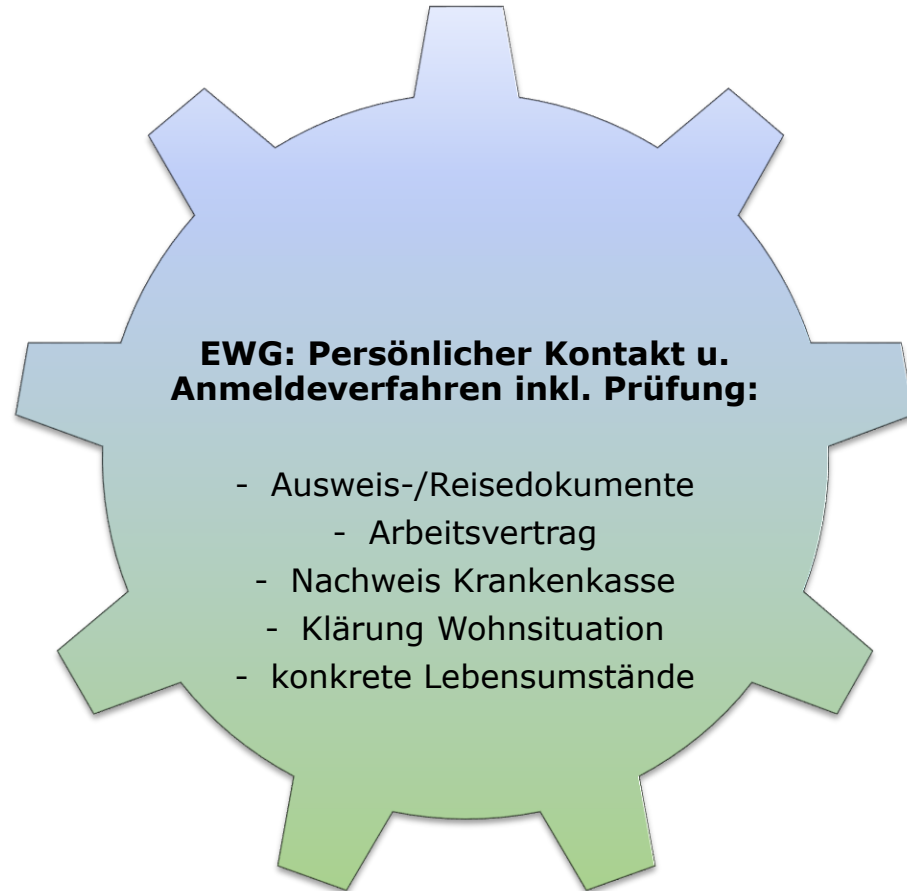 EWG: Persönlicher Kontakt u.
Anmeldeverfahren inkl. Prüfung:
- Ausweis-/Reisedokumente
- Arbeitsvertrag
- Nachweis Krankenkasse
- Klärung Wohnsituation
- konkrete Lebensumstände